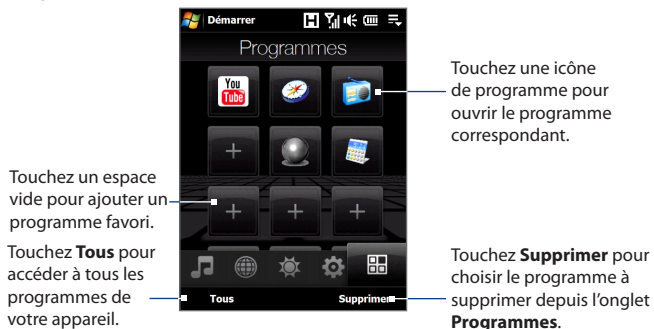 Démarrer
Programmes
You
Tube
Touchez une icône
de programme pour
ouvrir le programme
correspondant.
Touchez un espace
vide pour ajouter un
programme favori.
Touchez Tous pour
accéder à tous les
programmes de
votre appareil.
Touchez Supprimer pour
choisir le programme à
supprimer depuis l'onglet
Programmes.
Tous
Supprimer